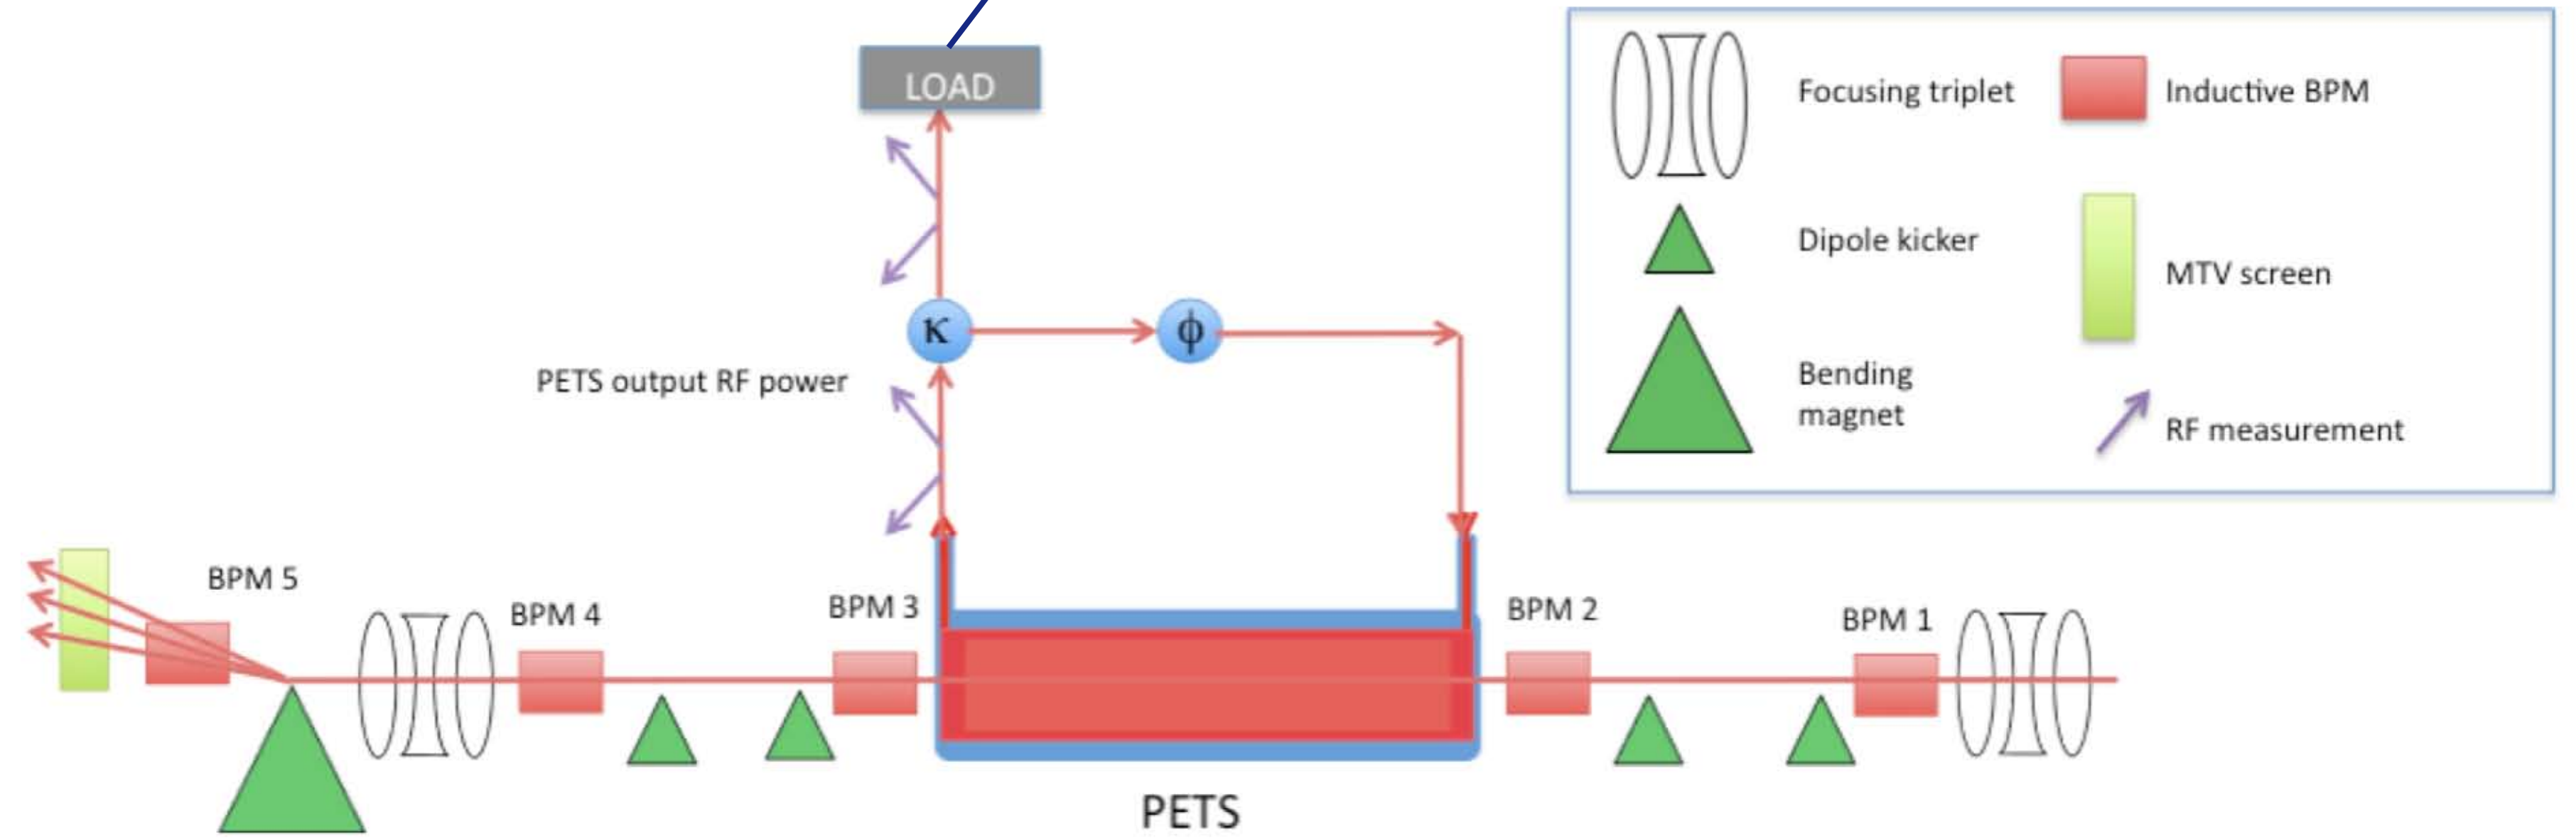 LOAD
κ
ϕ
PETS output RF power
BPM 5
BPM 4
BPM 3
BPM 2
BPM 1
PETS
Focusing triplet
Inductive BPM
Dipole kicker
MTV screen
Bending
magnet
RF measurement